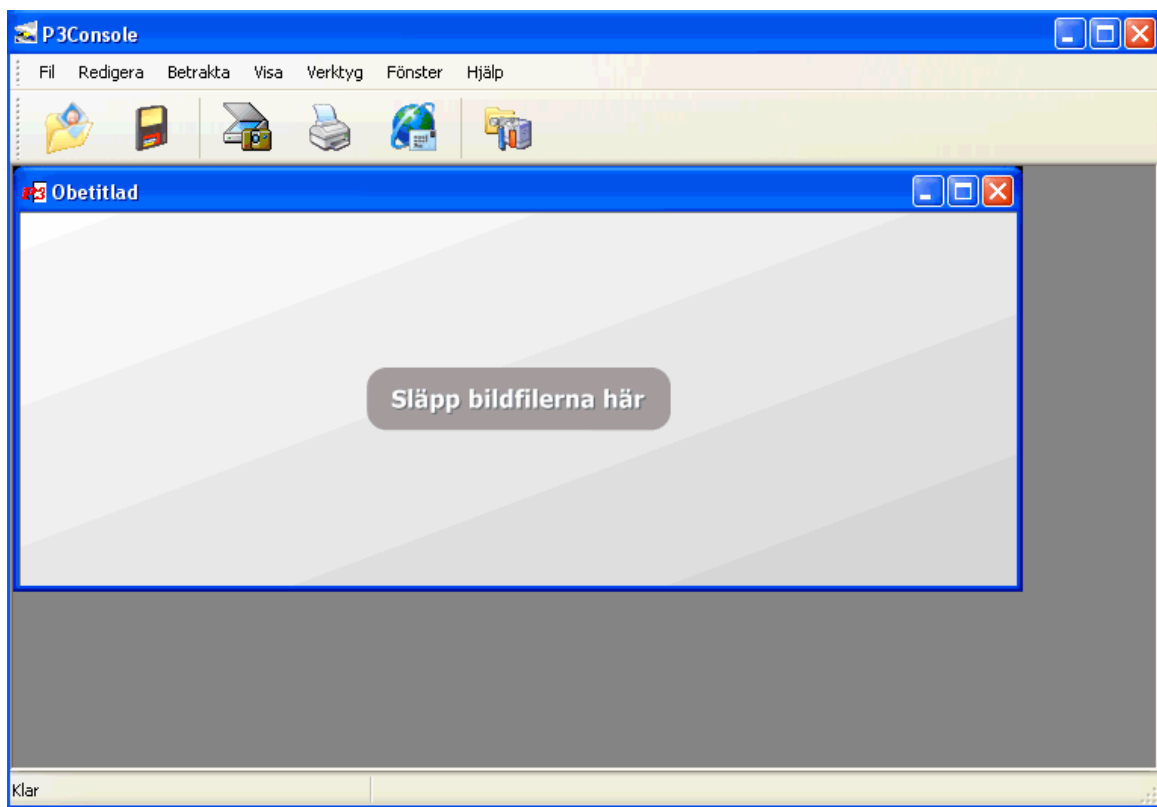 P3Console
Fil Redigera Betrakta Visa Verktyg Fönster Hjälp
Obetitlad
Släpp bildfilerna här
Klar